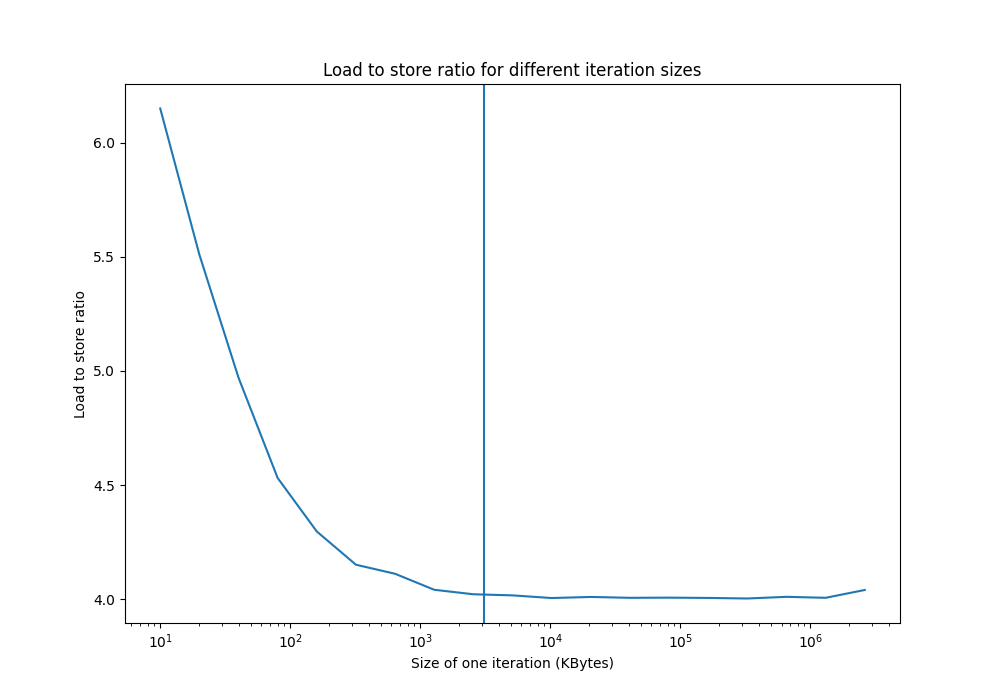 Load to store ratio for different iteration sizes
6.0
5.5
5.0
4.5
4.0
Load to store ratio
10¹ 10² 10³ 10⁴ 10⁵ 10⁶
Size of one iteration (KBytes)